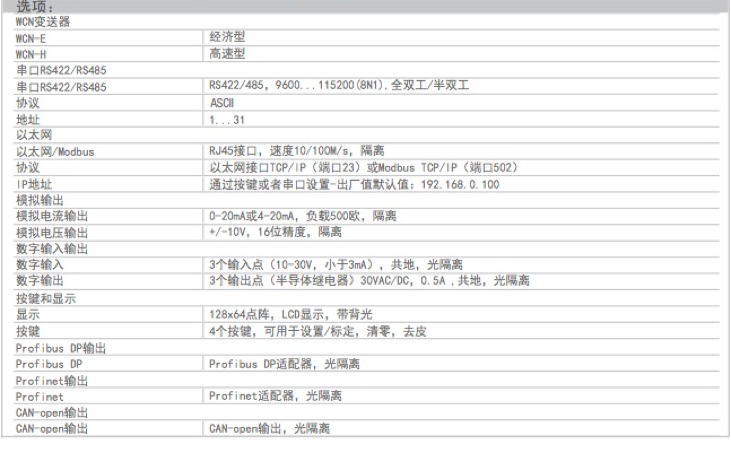 选项：
WCN变送器
WCN-E 经济型
WCN-H 高速型
串口RS422/RS485
串口RS422/RS485 RS422/485，9600...115200(8N1),全双工/半双工
协议 ASCII
地址 1...31
以太网
以太网/Modbus RJ45接口，速度10/100M/s，隔离
协议 以太网接口TCP/IP（端口23）或Modbus TCP/IP（端口502）
IP地址 通过按键或者串口设置-出厂值默认值：192.168.0.100
模拟输出
模拟电流输出 0-20mA或4-20mA，负载500欧，隔离
模拟电压输出 +/-10V，16位精度，隔离
数字输入输出
数字输入 3个输入点（10-30V，小于3mA），共地，光隔离
数字输出 3个输出点（半导体继电器）30VAC/DC，0.5A ,共地，光隔离
按键和显示
显示 128x64点阵，LCD显示，带背光
按键 4个按键，可用于设置/标定，清零，去皮
Profibus DP输出
Profibus DP Profibus DP适配器，光隔离
Profinet输出
Profinet Profinet适配器，光隔离
CAN-open输出
CAN-open输出 CAN-open输出，光隔离